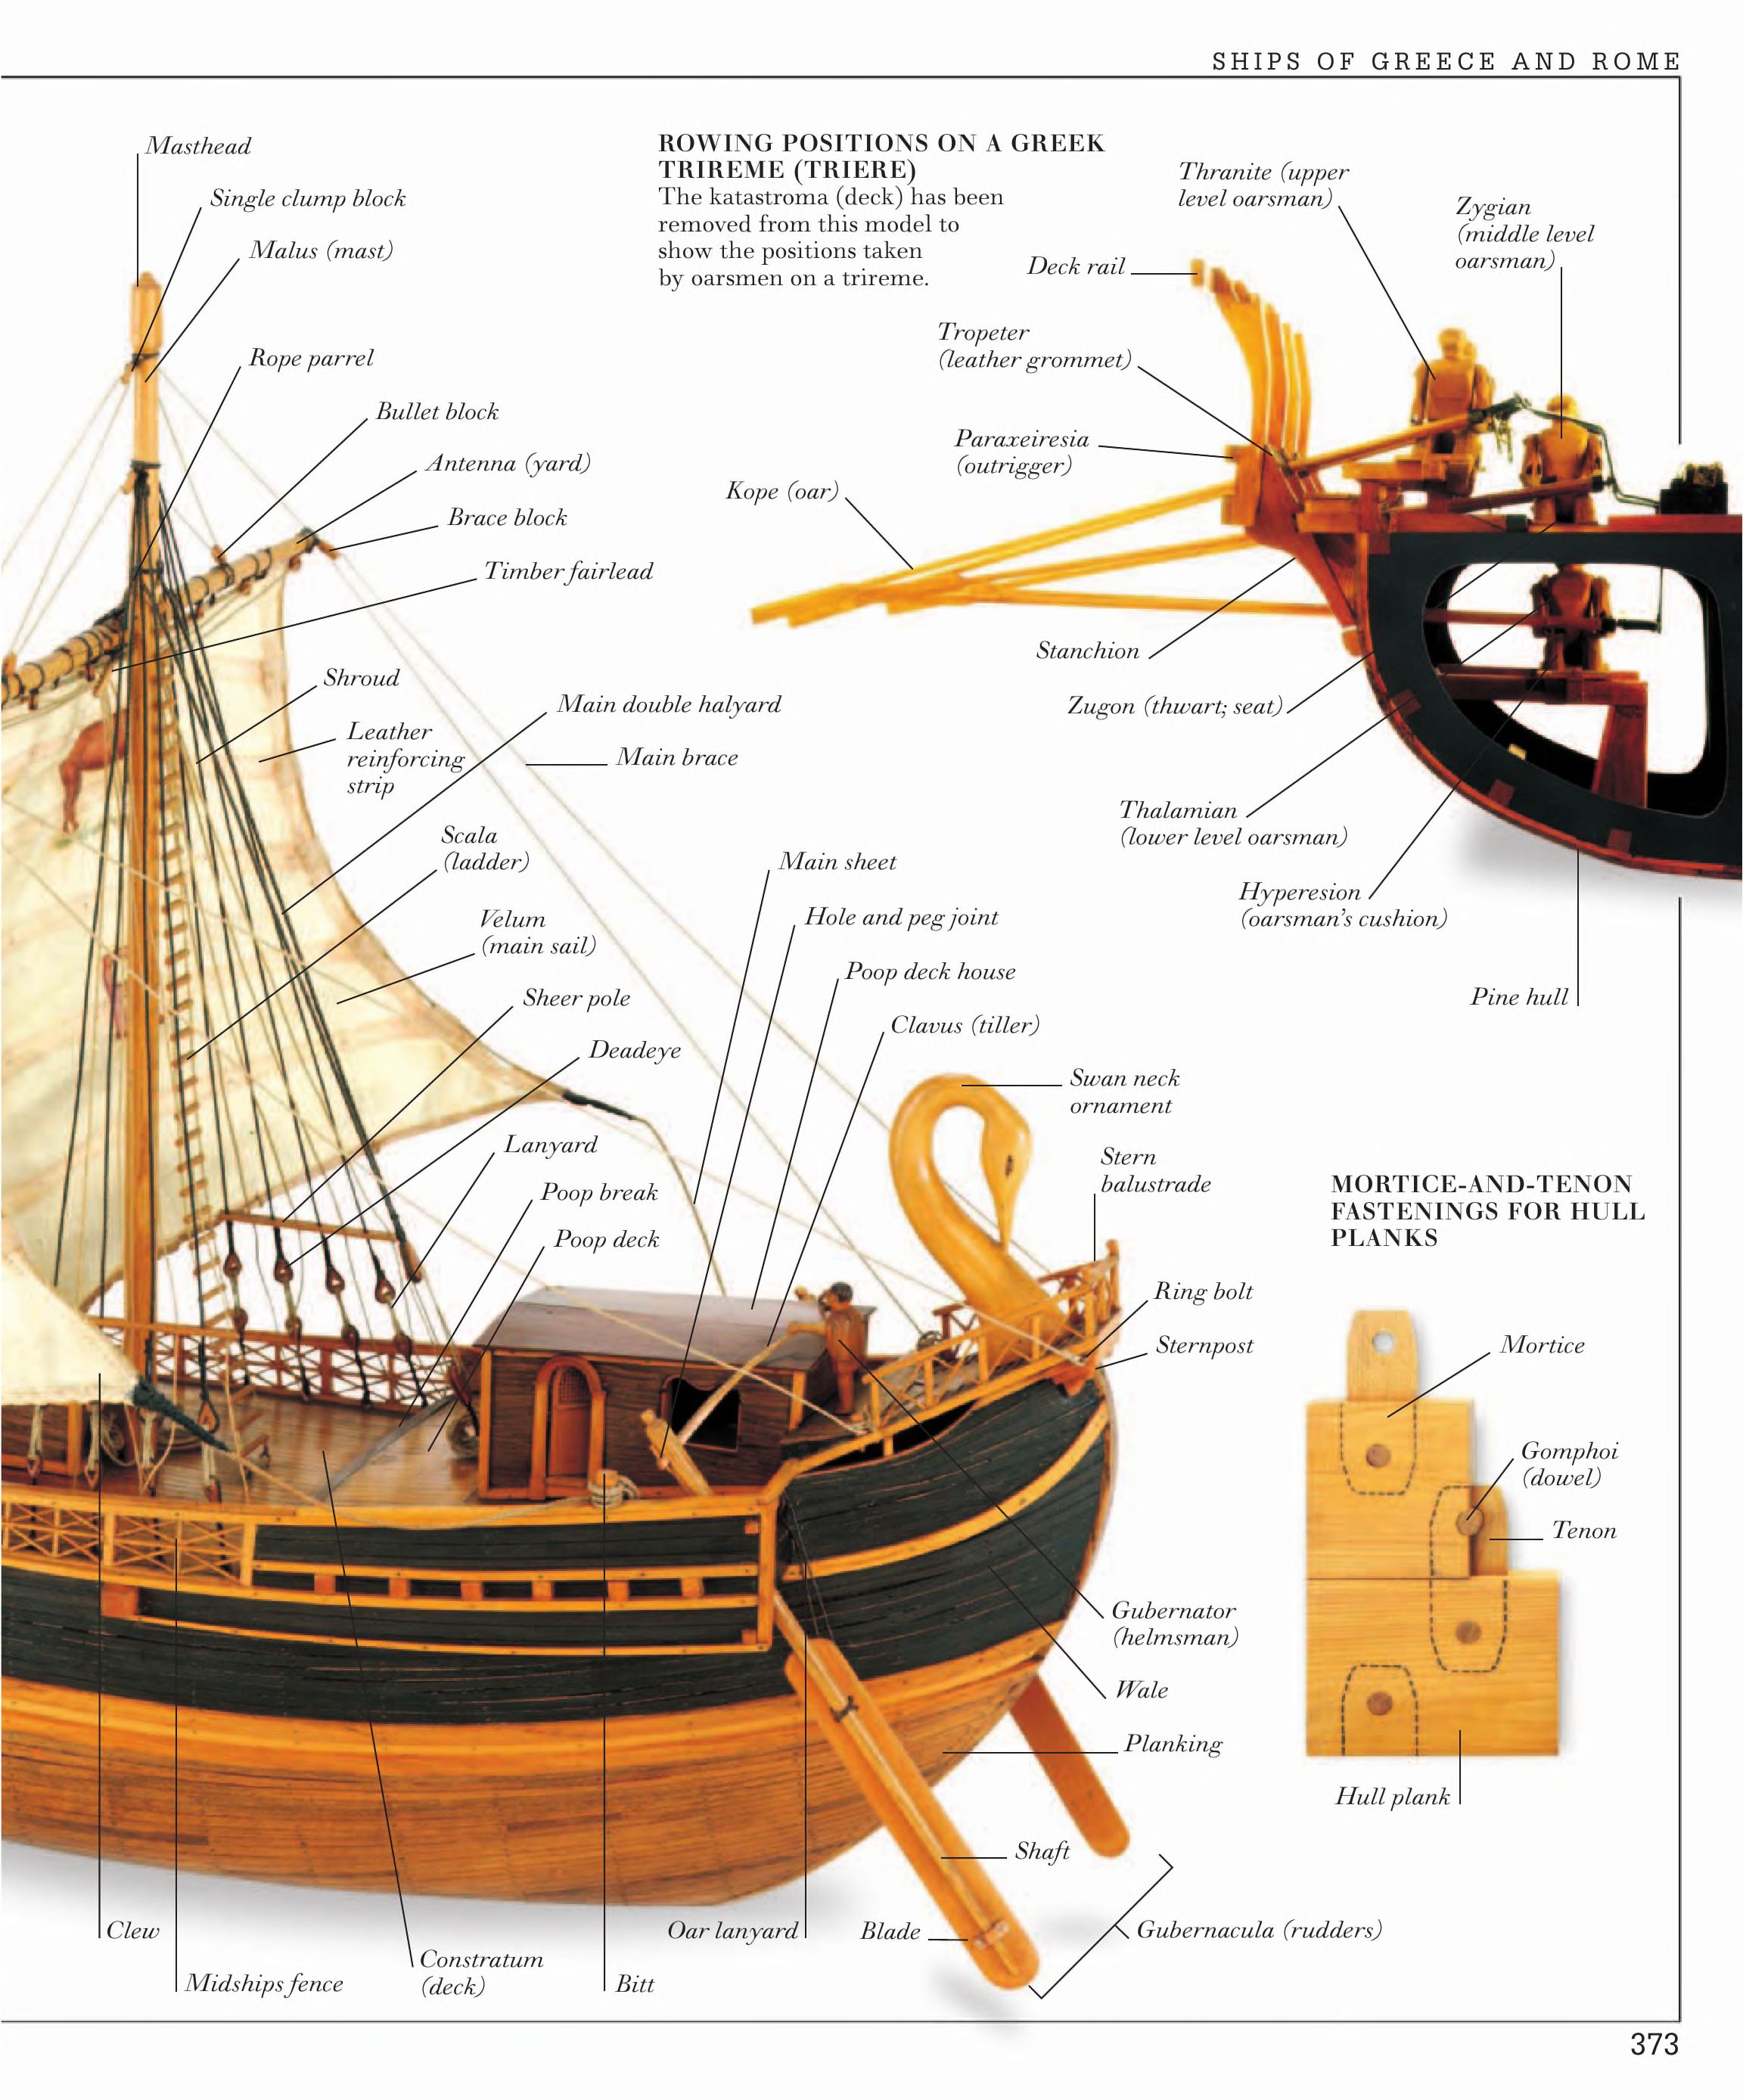 SHIPS OF GREECE AND ROME
Masthead
Single clump block
Malus (mast)
Rope parrel
Bullet block
Antenna (yard)
Brace block
Timber fairlead
Shroud
Leather
reinforcing
strip
Main double halyard
Main brace
Scala
(ladder)
Velum
(main sail)
Sheer pole
Deadeye
Lanyard
Poop break
Poop deck
Main sheet
Hole and peg joint
Poop deck house
Clavus (tiller)
Swan neck
ornament
Stern
balustrade
Ring bolt
Sternpost
Gubernator
(helmsman)
Wale
Planking
Shaft
Blade
Gubernacula (rudders)
Oar lanyard
Bitt
Constratum
(deck)
Midships fence
Clew
ROWING POSITIONS ON A GREEK
TRIREME (TRIERE)
The katastroma (deck) has been
removed from this model to
show the positions taken
by oarsmen on a trireme.
Thranite (upper
level oarsman)
Zygian
(middle level
oarsman)
Deck rail
Tropeter
(leather grommet)
Paraxeiresia
(outrigger)
Kope (oar)
Stanchion
Zugon (thwart; seat)
Thalamian
(lower level oarsman)
Hyperesion
(oarsman's cushion)
Pine hull
MORTICE-AND-TENON
FASTENINGS FOR HULL
PLANKS
Mortice
Gomphoi
(dowel)
Tenon
Hull plank
373